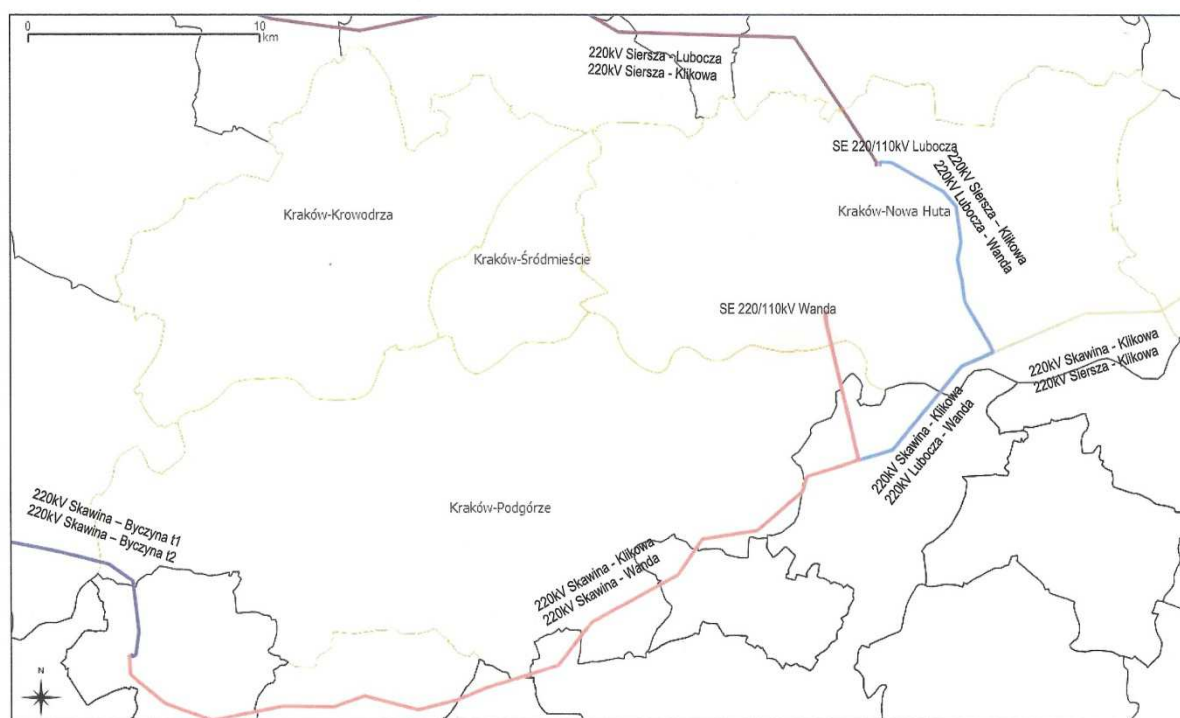 0
10
km
220kV Siersza - Lubocza
220kV Siersza - Klikowa
SE 220/110kV Lubocza
220kV Siersza – Klikowa
220kV Lubocza - Wanda
Kraków-Krowodrza
Kraków-Nowa Huta
Kraków-Śródmieście
SE 220/110kV Wanda
220kV Skawina - Klikowa
220kV Siersza - Klikowa
220kV Skawina - Klikowa
220kV Lubocza - Wanda
Kraków-Podgórze
220kV Skawina – Byczyna t1
220kV Skawina – Byczyna t2
220kV Skawina - Klikowa
220kV Skawina - Wanda
N